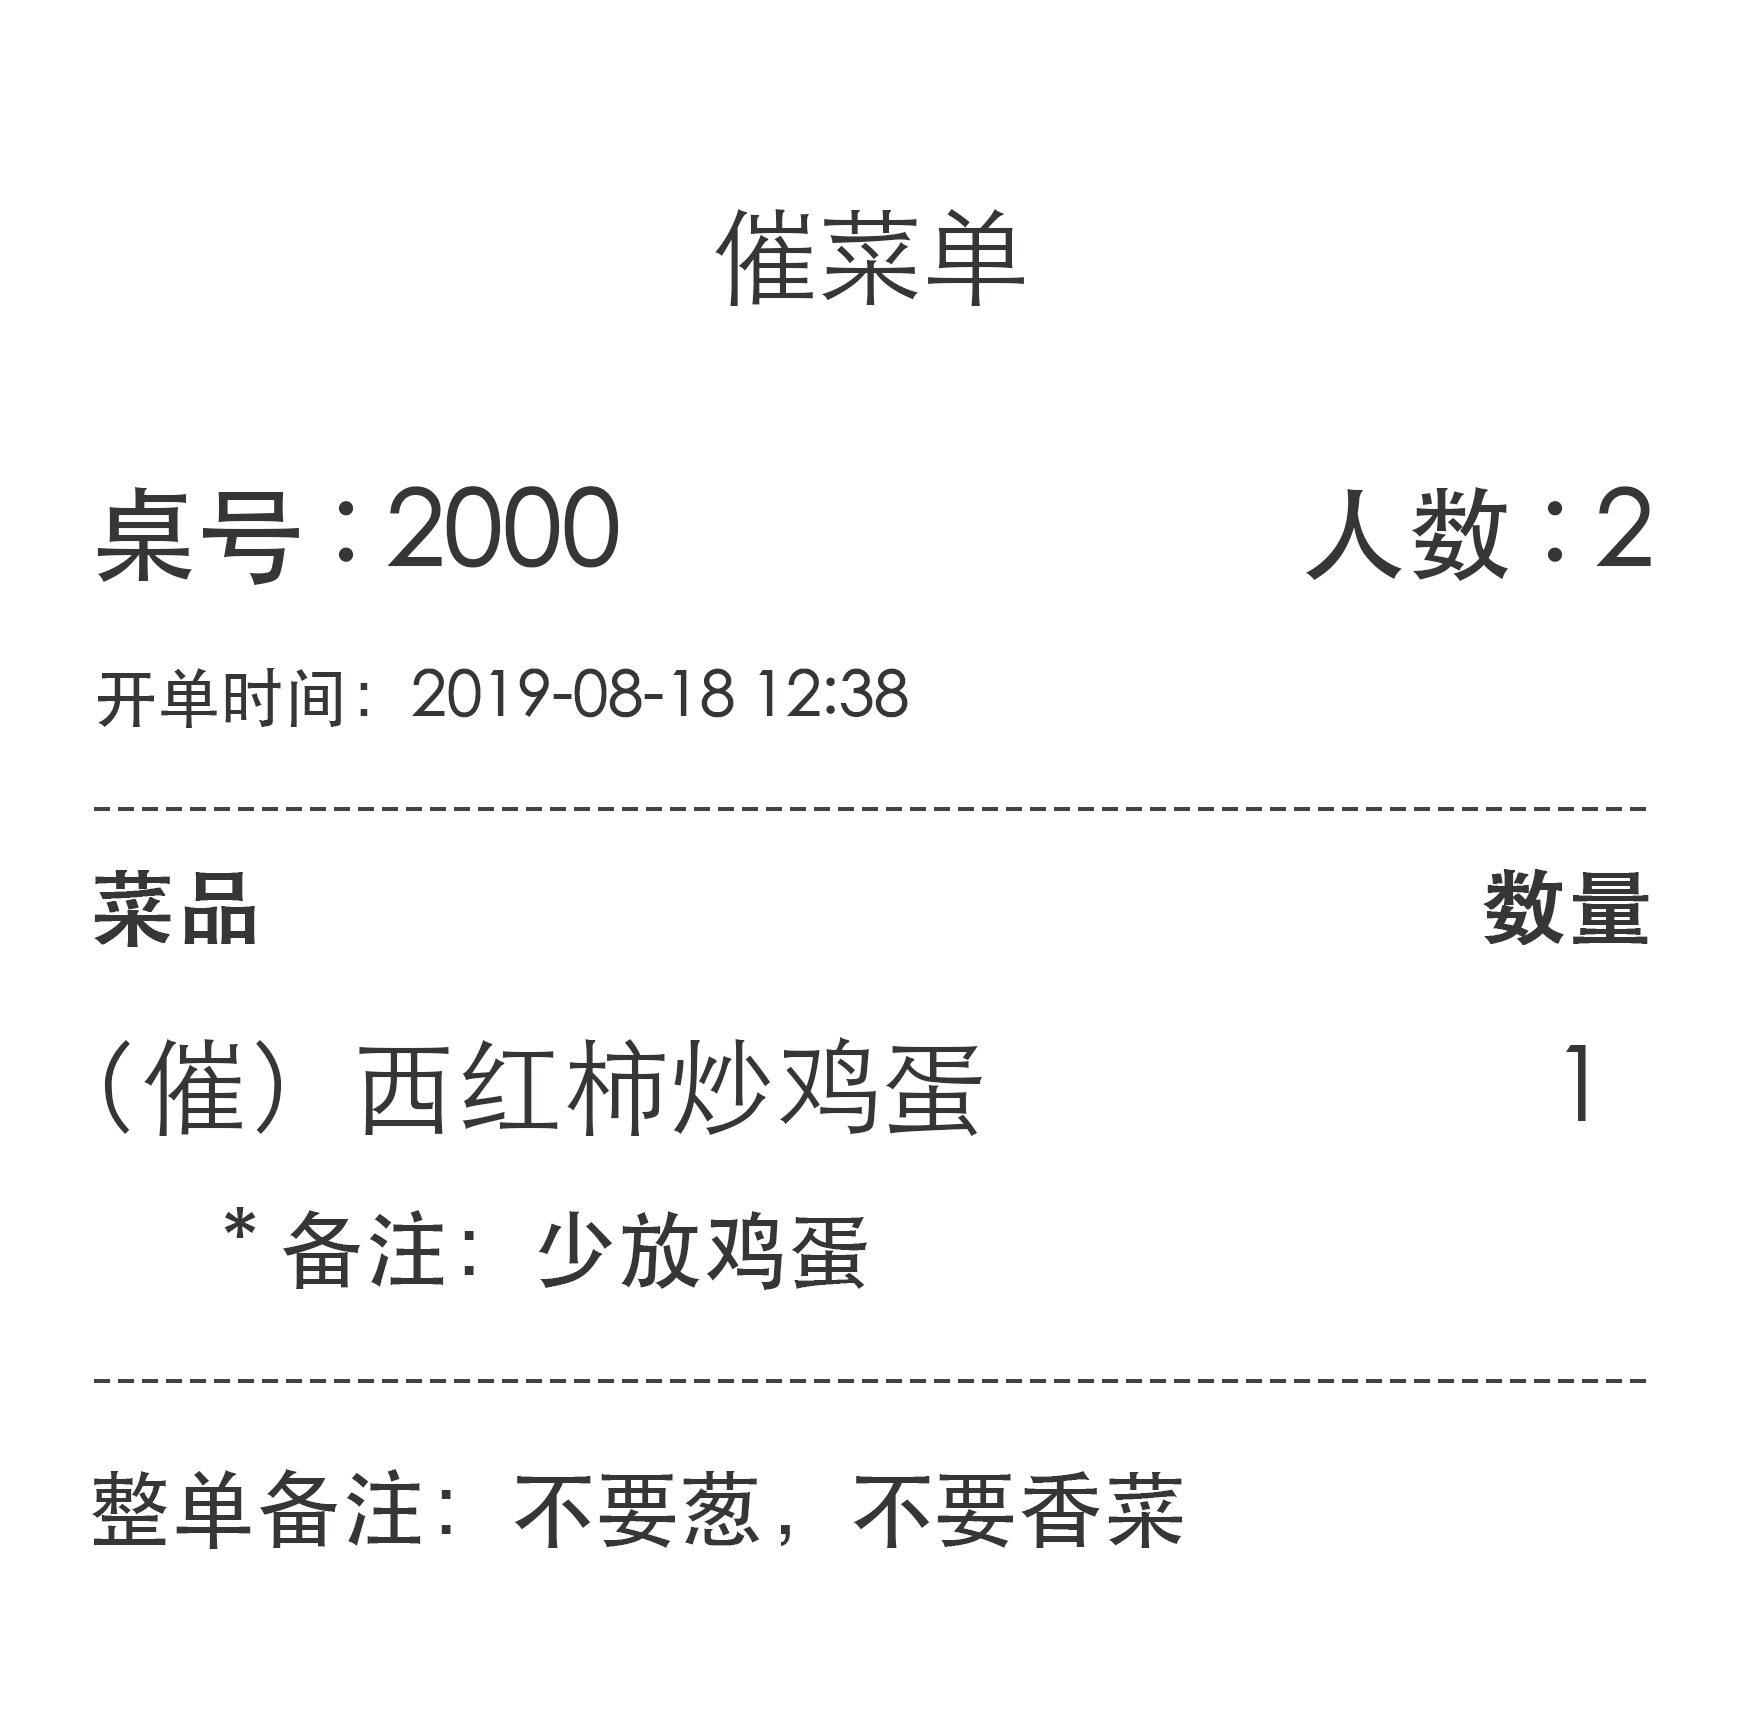 催菜单
桌号：2000 人数：2
开单时间：2019-08-18 12:38
菜品 数量
（催）西红柿炒鸡蛋 1
*备注：少放鸡蛋
整单备注：不要葱，不要香菜